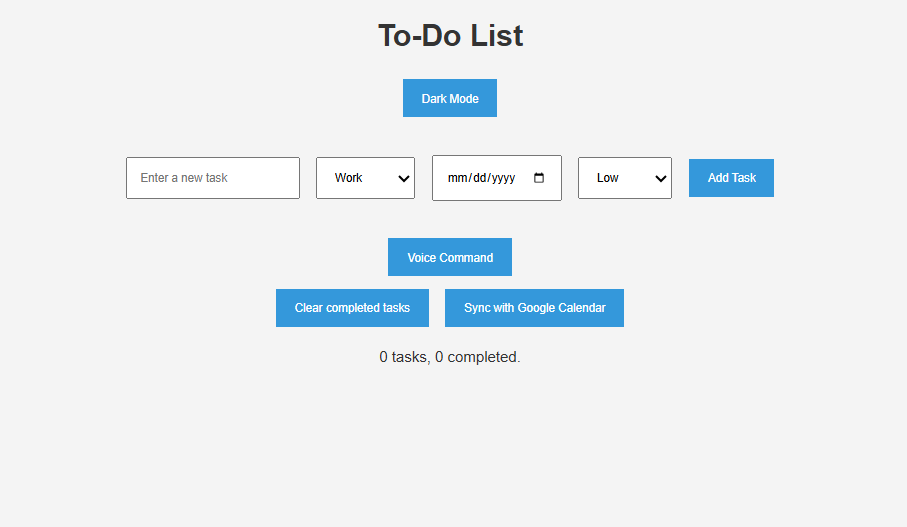 To-Do List
Dark Mode
Enter a new task Work mm/dd/yyyy Low Add Task
Voice Command
Clear completed tasks Sync with Google Calendar
0 tasks, 0 completed.